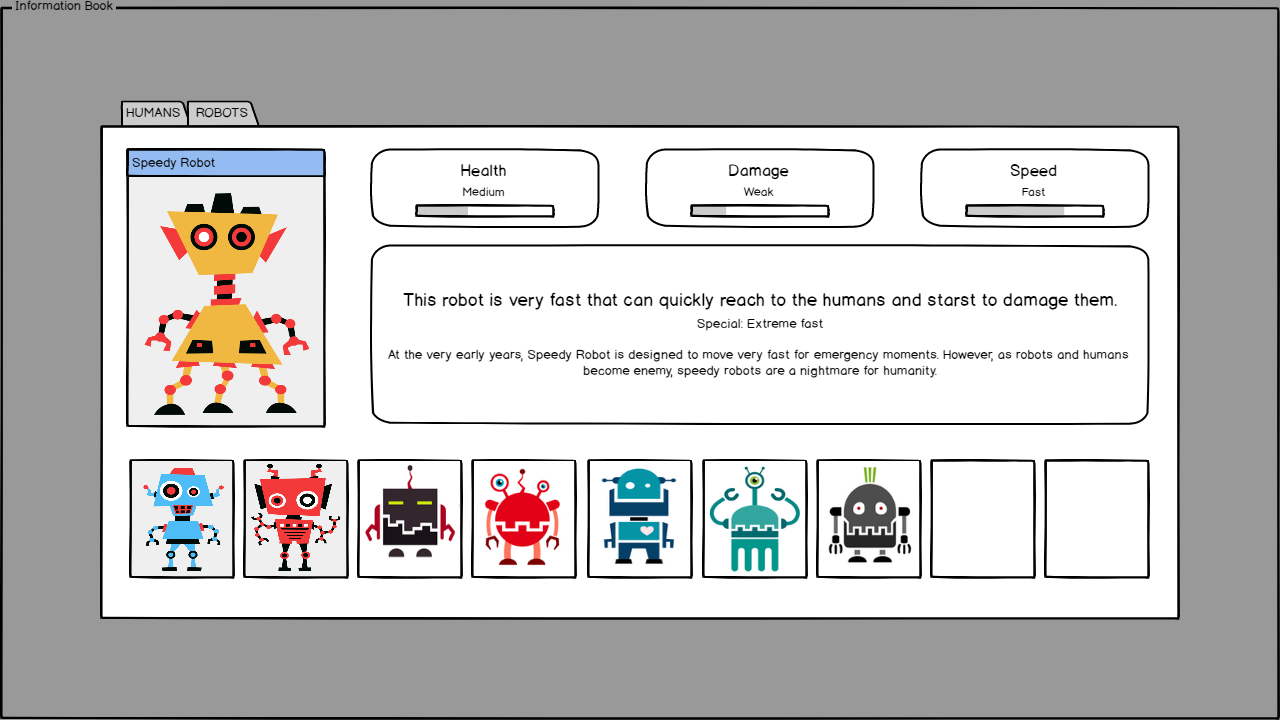 Information Book
HUMANS
ROBOTS
Speedy Robot
Health
Medium
Damage
Weak
Speed
Fast
This robot is very fast that can quickly reach to the humans and starst to damage them.
Special: Extreme fast
At the very early years, Speedy Robot is designed to move very fast for emergency moments. However, as robots and humans
become enemy, speedy robots are a nightmare for humanity.